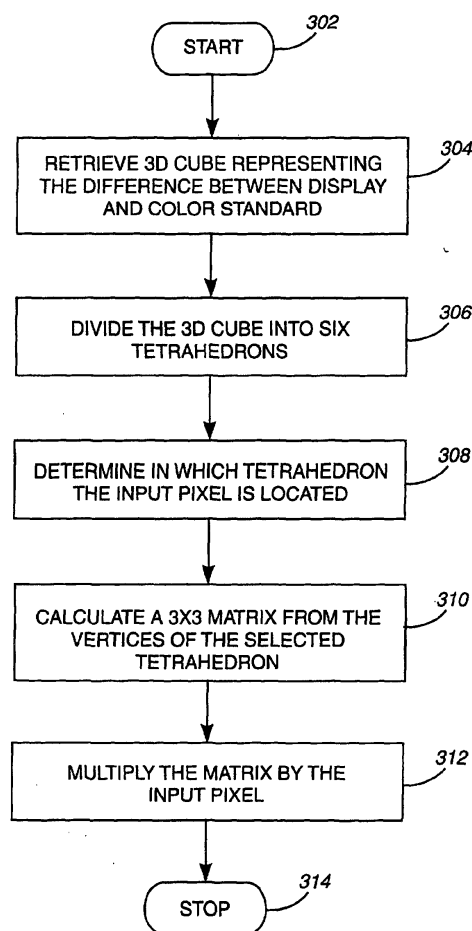 302
START
304
RETRIEVE 3D CUBE REPRESENTING
THE DIFFERENCE BETWEEN DISPLAY
AND COLOR STANDARD
306
DIVIDE THE 3D CUBE INTO SIX
TETRAHEDRONS
308
DETERMINE IN WHICH TETRAHEDRON
THE INPUT PIXEL IS LOCATED
310
CALCULATE A 3X3 MATRIX FROM THE
VERTICES OF THE SELECTED
TETRAHEDRON
312
MULTIPLY THE MATRIX BY THE
INPUT PIXEL
314
STOP